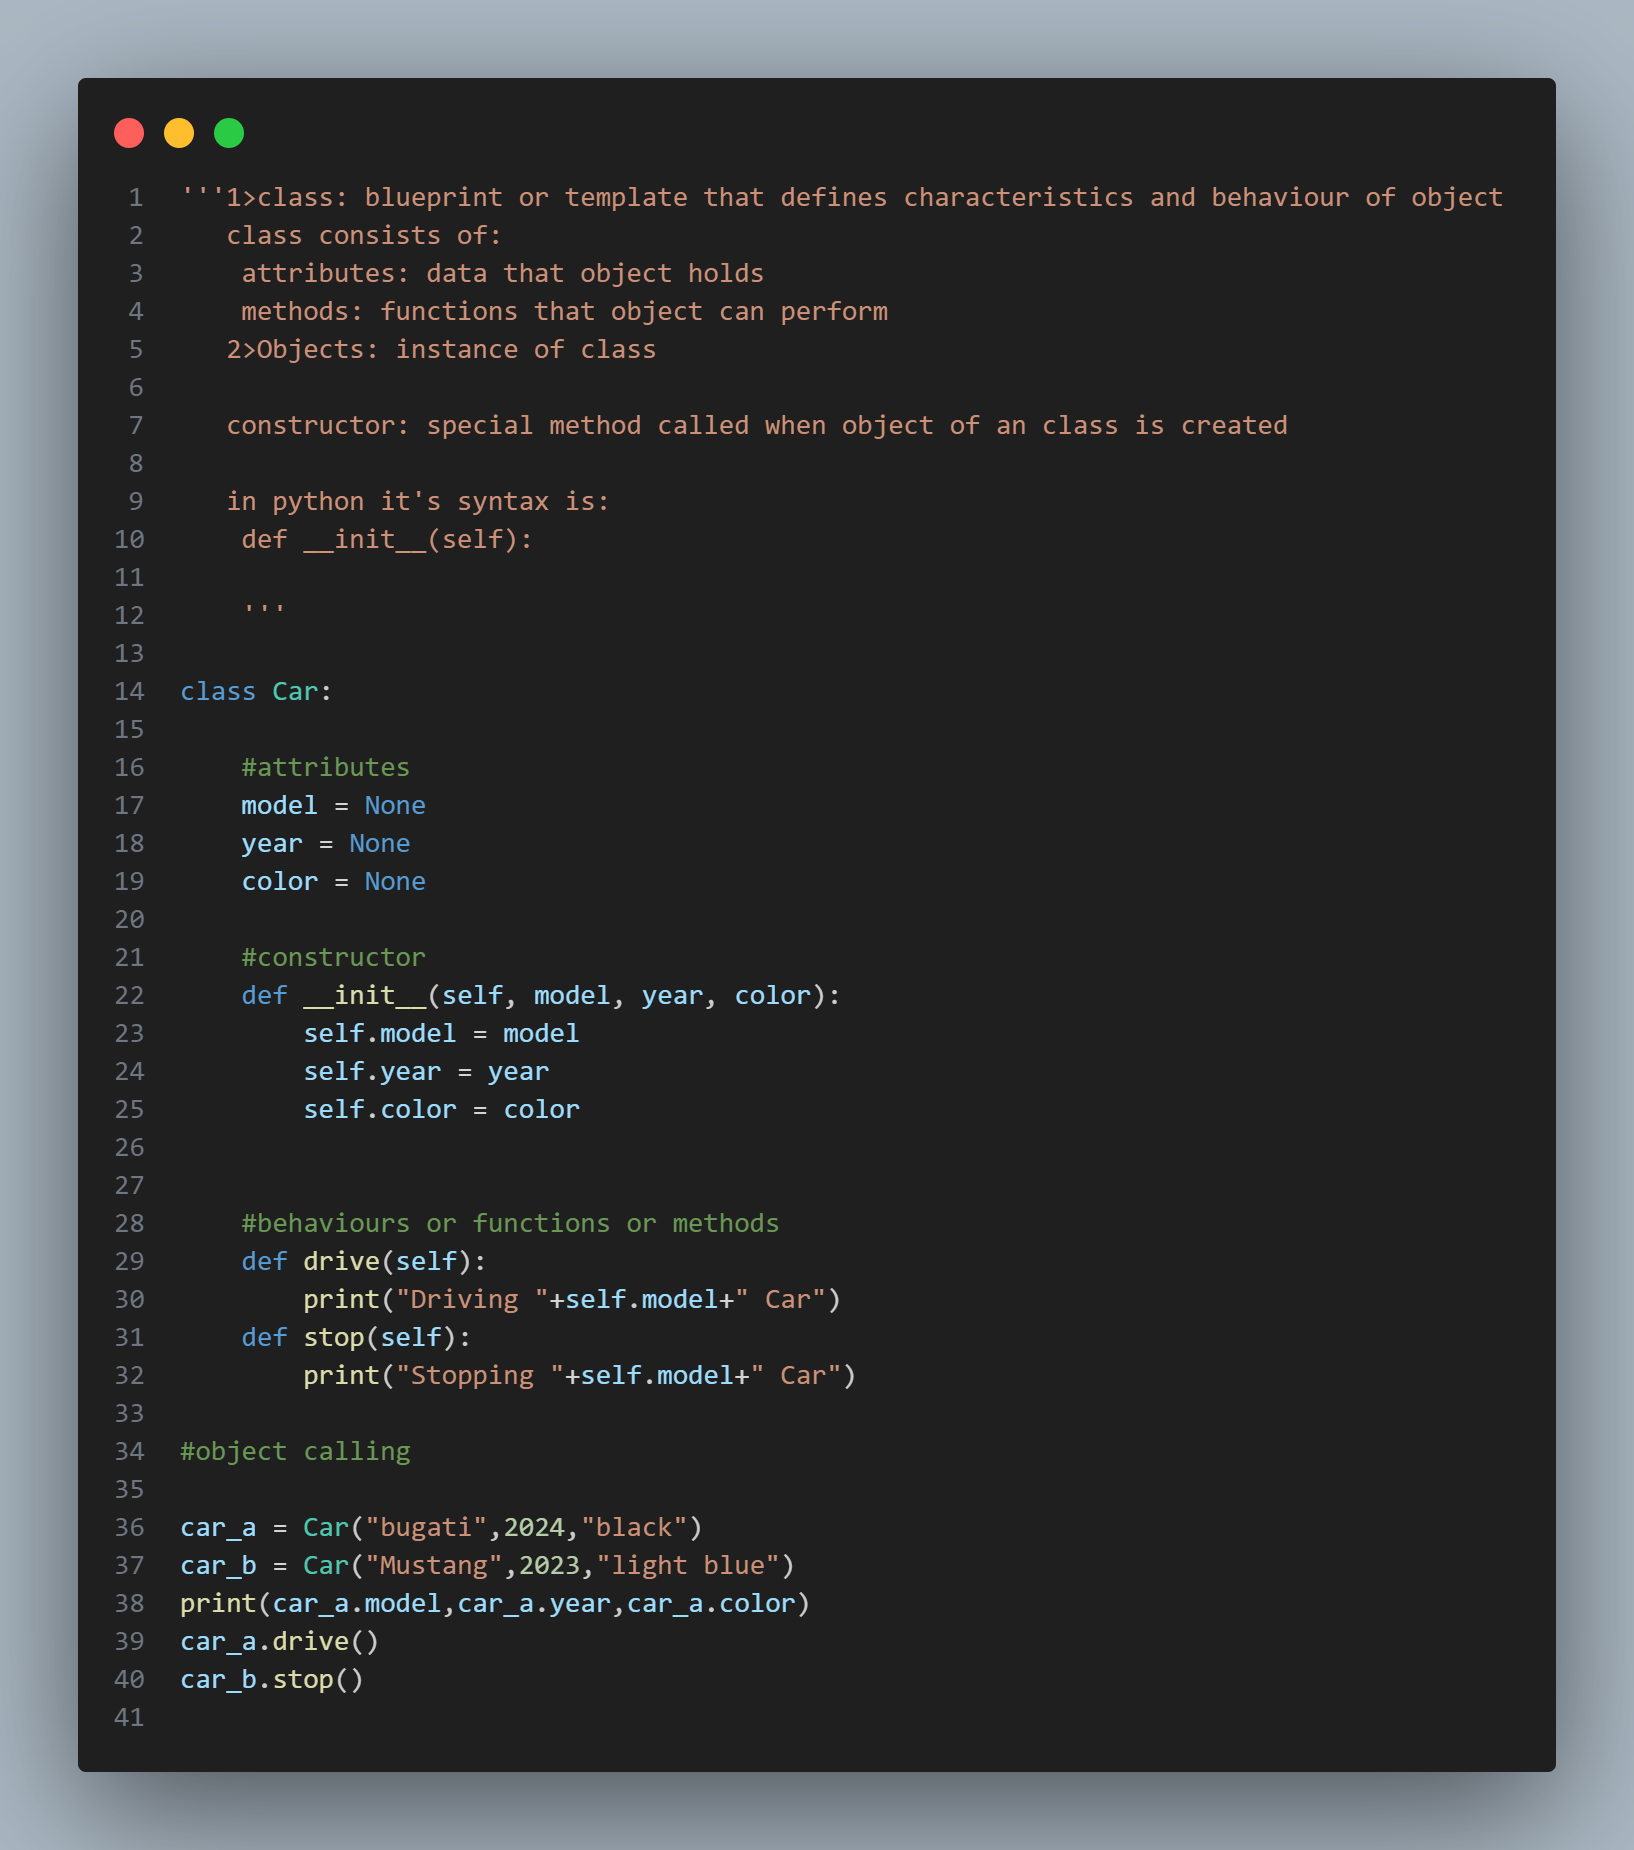 1 '''1>class: blueprint or template that defines characteristics and behaviour of object
2    class consists of:
3     attributes: data that object holds
4     methods: functions that object can perform
5    2>Objects: instance of class
6
7    constructor: special method called when object of an class is created
8
9    in python it's syntax is:
10     def __init__(self):
11
12     '''
13
14 class Car:
15
16     #attributes
17     model = None
18     year = None
19     color = None
20
21     #constructor
22     def __init__(self, model, year, color):
23         self.model = model
24         self.year = year
25         self.color = color
26
27
28     #behaviours or functions or methods
29     def drive(self):
30         print("Driving "+self.model+" Car")
31     def stop(self):
32         print("Stopping "+self.model+" Car")
33
34 #object calling
35
36 car_a = Car("bugati",2024,"black")
37 car_b = Car("Mustang",2023,"light blue")
38 print(car_a.model,car_a.year,car_a.color)
39 car_a.drive()
40 car_b.stop()
41